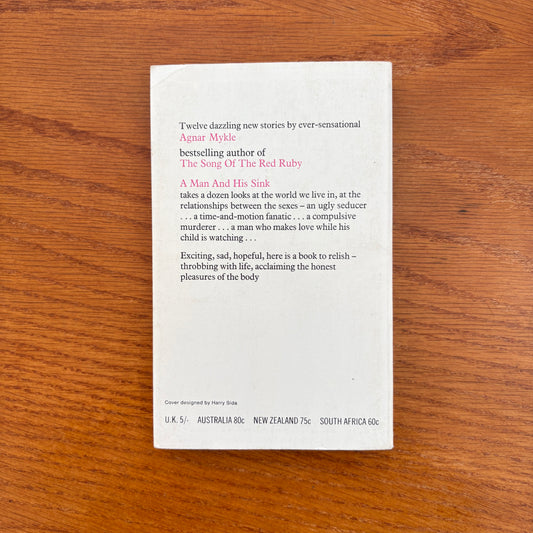 Twelve dazzling new stories by ever-sensational
Agnar Mykle
bestselling author of
The Song Of The Red Ruby
A Man And His Sink
takes a dozen looks at the world we live in, at the
relationships between the sexes – an ugly seducer
. . . a time-and-motion fanatic . . . a compulsive
murderer . . . a man who makes love while his
child is watching . . .
Exciting, sad, hopeful, here is a book to relish –
throbbing with life, acclaiming the honest
pleasures of the body
Cover designed by Harry Sida
U.K. 5/- AUSTRALIA 80c NEW ZEALAND 75c SOUTH AFRICA 60c